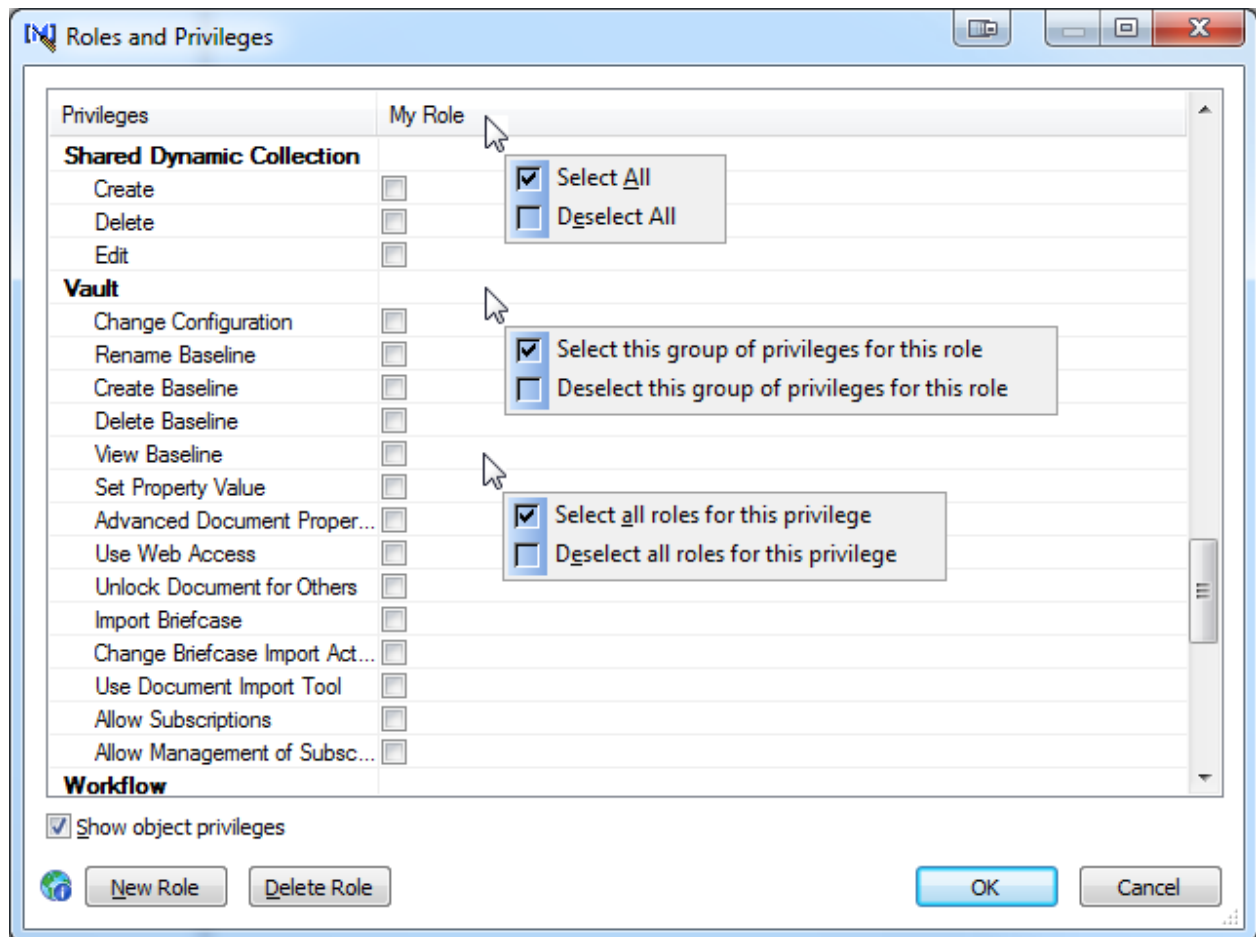 Roles and Privileges
Privileges My Role
Shared Dynamic Collection
Create
Delete
Edit
Select All
Deselect All
Vault
Change Configuration
Rename Baseline
Create Baseline
Delete Baseline
Select this group of privileges for this role
Deselect this group of privileges for this role
View Baseline
Set Property Value
Advanced Document Proper...
Use Web Access
Unlock Document for Others
Select all roles for this privilege
Deselect all roles for this privilege
Import Briefcase
Change Briefcase Import Act...
Use Document Import Tool
Allow Subscriptions
Allow Management of Subsc...
Workflow
Show object privileges
New Role Delete Role OK Cancel